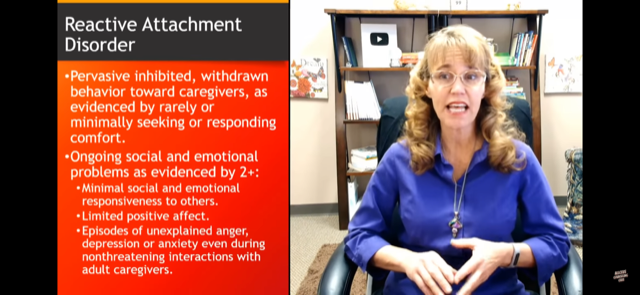 Reactive Attachment
Disorder
•Pervasive inhibited, withdrawn
behavior toward caregivers, as
evidenced by rarely or
minimally seeking or responding
comfort.
•Ongoing social and emotional
problems as evidenced by 2+:
•Minimal social and emotional
responsiveness to others.
•Limited positive affect.
•Episodes of unexplained anger,
depression or anxiety even during
nonthreatening interactions with
adult caregivers.